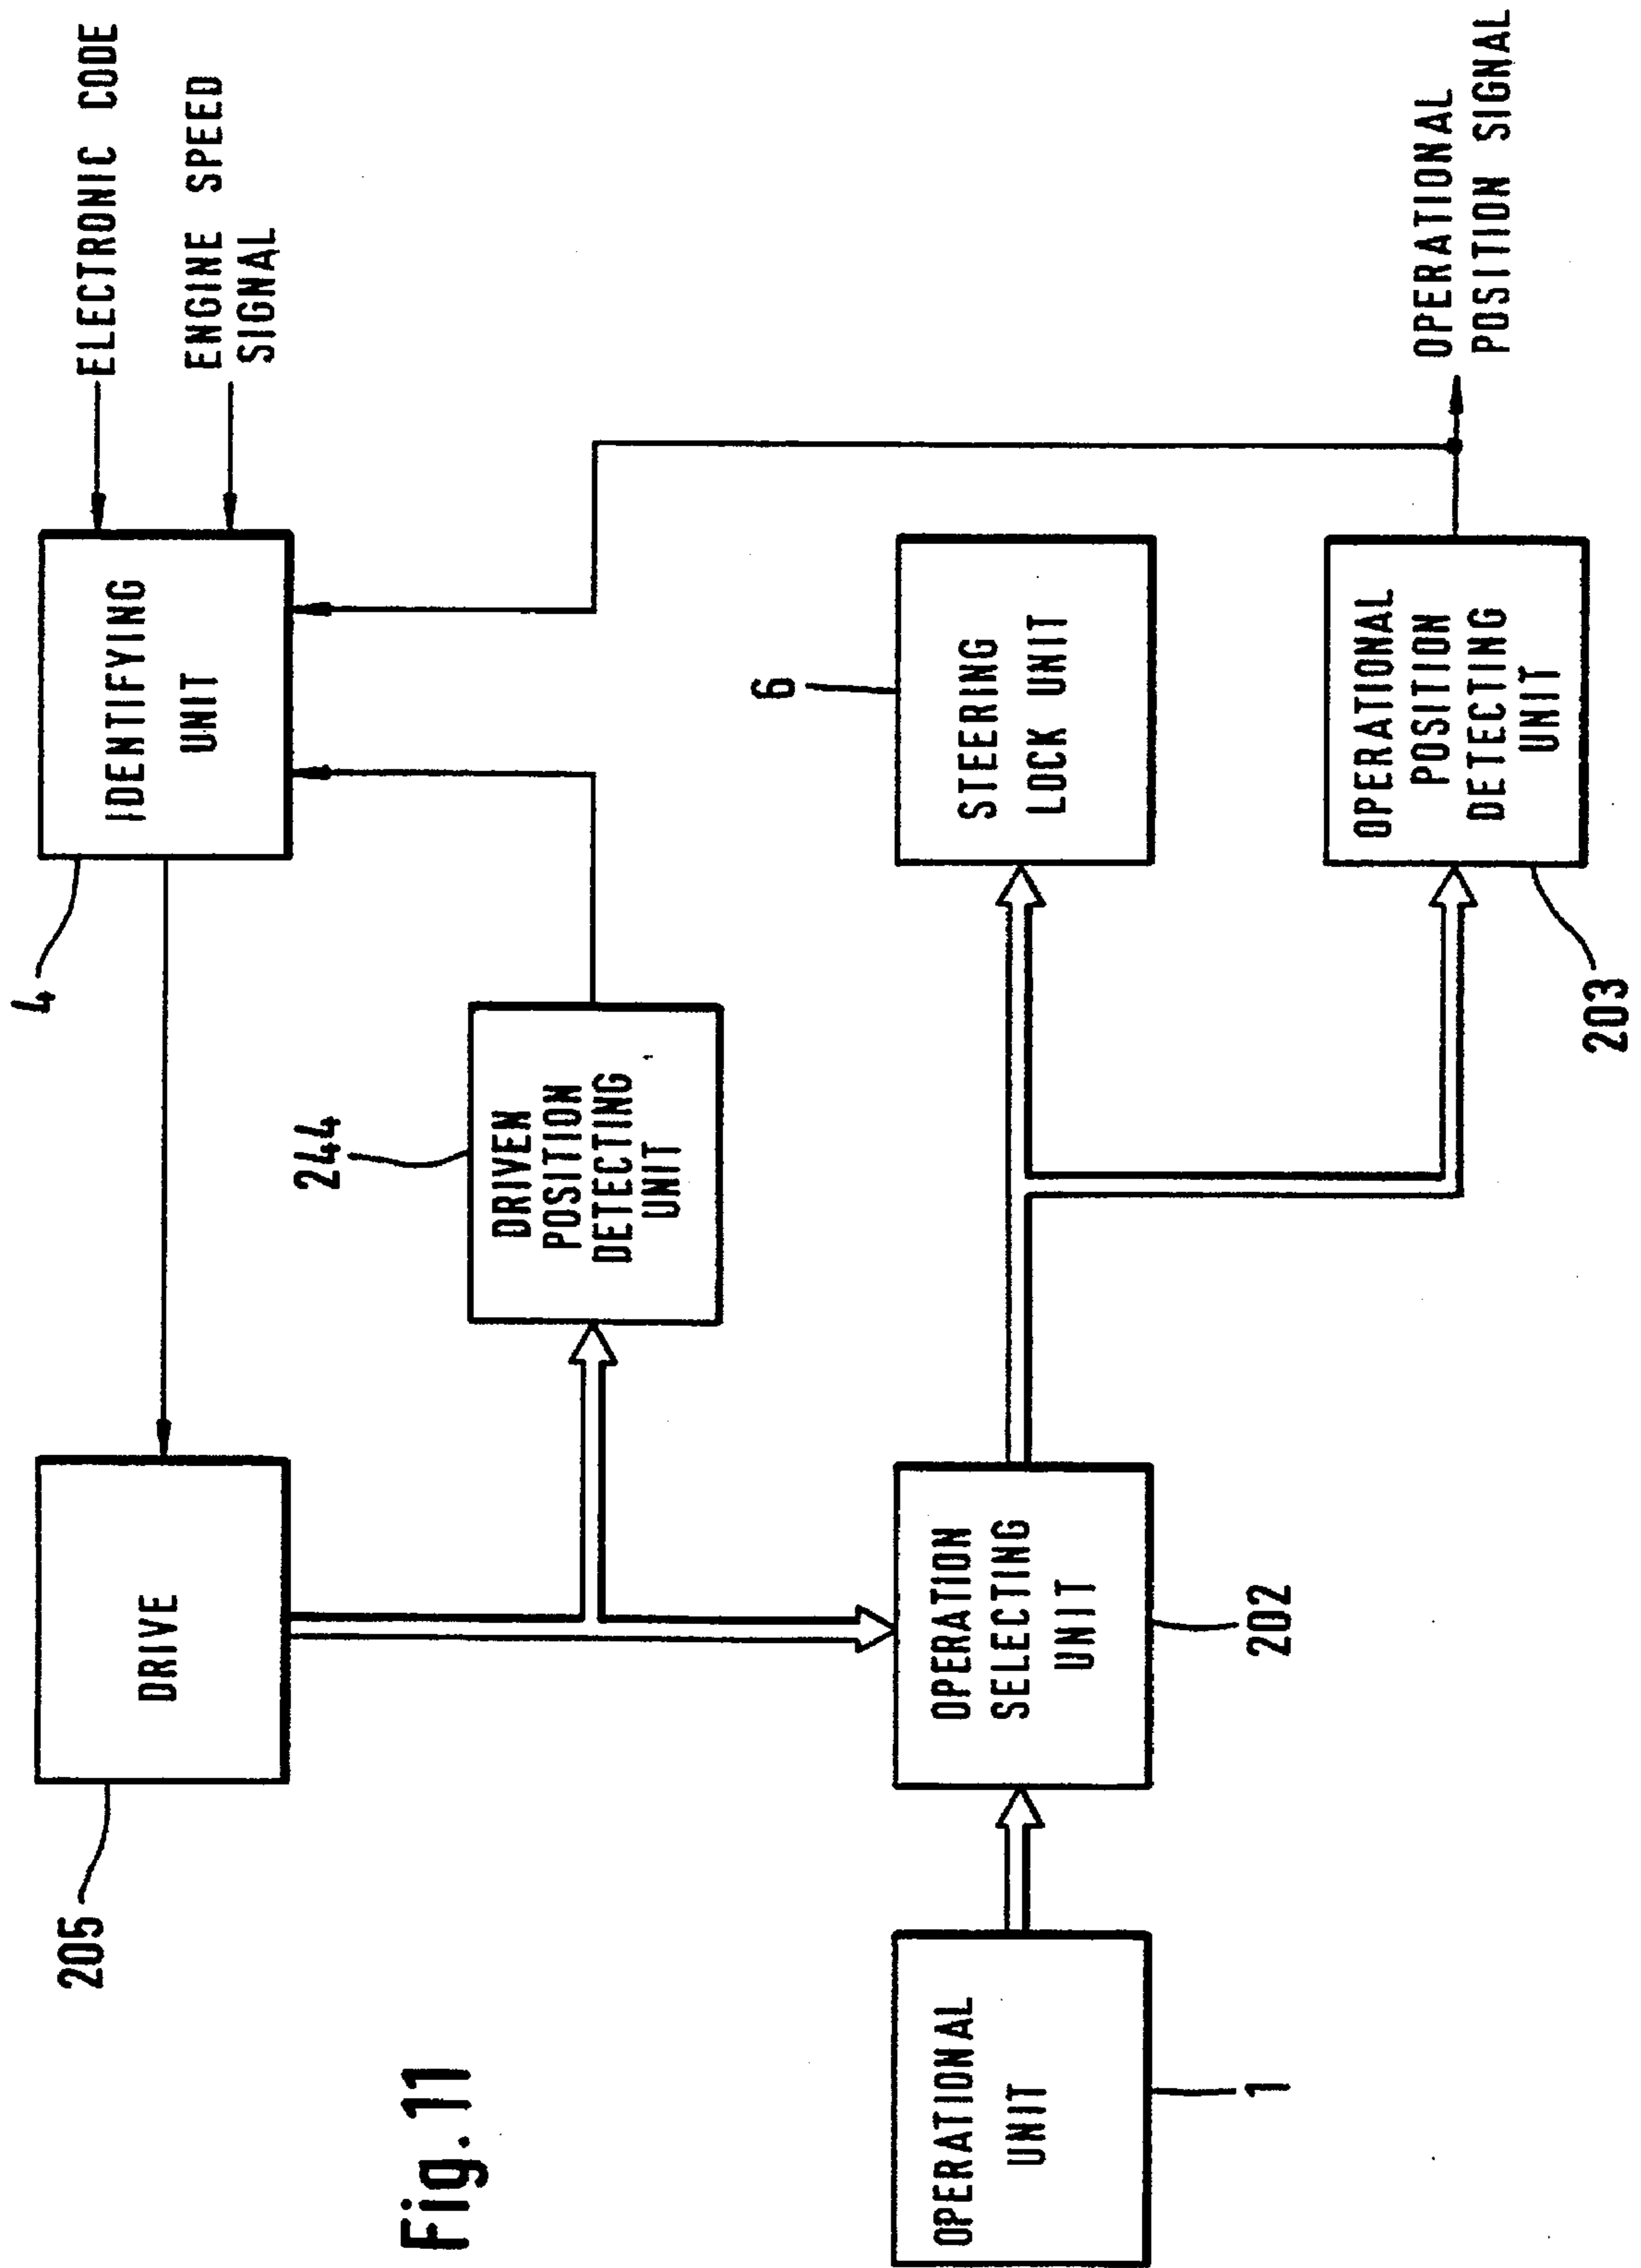 Fig.11
205
DRIVE
4
IDENTIFYING
UNIT
ELECTRONIC CODE
ENGINE SPEED
SIGNAL
244
DRIVEN
POSITION
DETECTING
UNIT
OPERATIONAL
UNIT
1
OPERATION
SELECTING
UNIT
202
6
STEERING
LOCK UNIT
OPERATIONAL
POSITION
DETECTING
UNIT
203
OPERATIONAL
POSITION SIGNAL